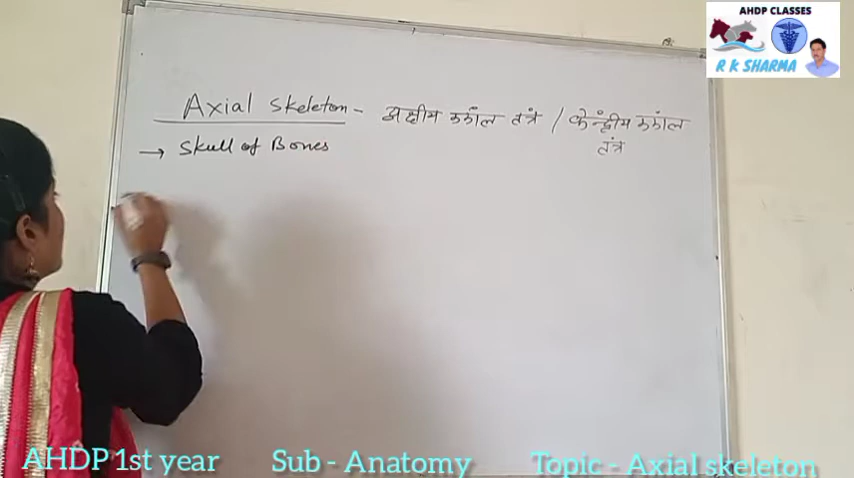 AHDP CLASSES
R K SHARMA
Axial Skeleton - अक्षीय कंकाल तंत्र / केन्द्रीय कंकाल
तंत्र
→ Skull of Bones
AHDP 1st year Sub - Anatomy Topic - Axial skeleton